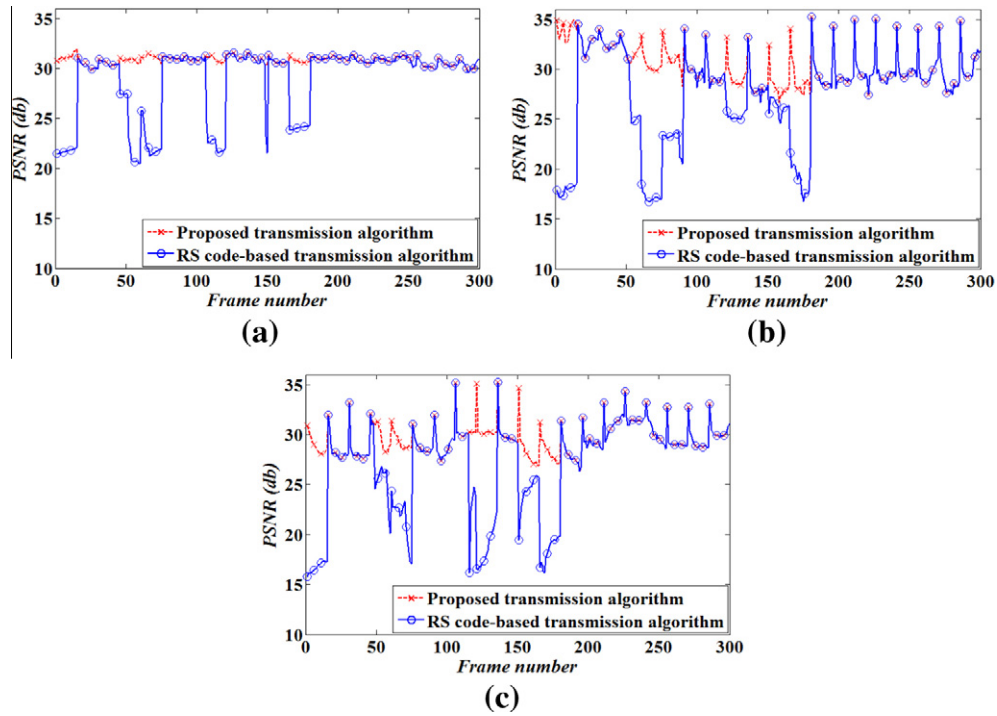 35
30
25
20
15
10
PSNR (db)
Proposed transmission algorithm
RS code-based transmission algorithm
0 50 100 150 200 250 300
Frame number
(a)
35
30
25
20
15
10
PSNR (db)
Proposed transmission algorithm
RS code-based transmission algorithm
0 50 100 150 200 250 300
Frame number
(b)
35
30
25
20
15
10
PSNR (db)
Proposed transmission algorithm
RS code-based transmission algorithm
0 50 100 150 200 250 300
Frame number
(c)